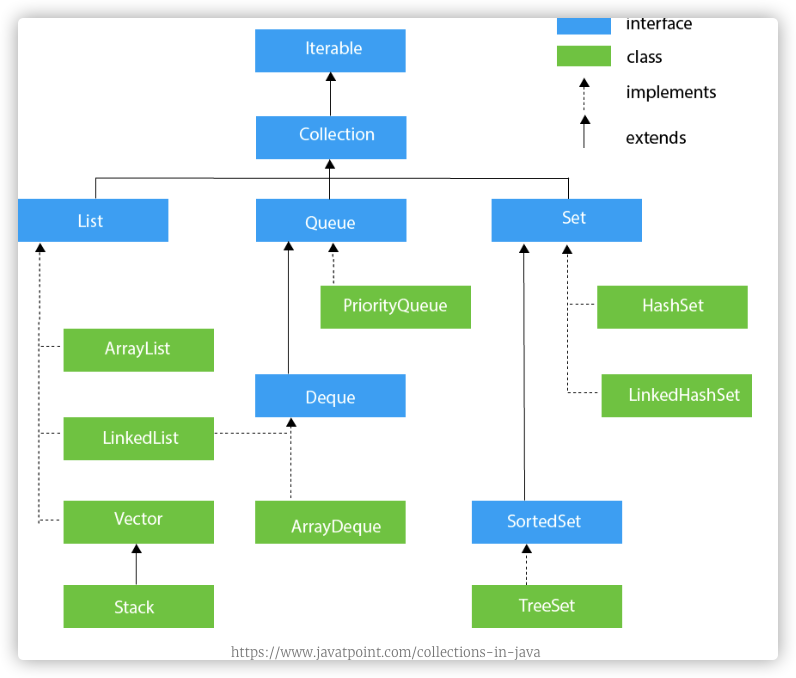 interface
Iterable
class
implements
Collection
extends
List
Queue
Set
PriorityQueue
HashSet
ArrayList
Deque
LinkedHashSet
LinkedList
Vector
ArrayDeque
SortedSet
Stack
TreeSet
https://www.javatpoint.com/collections-in-java